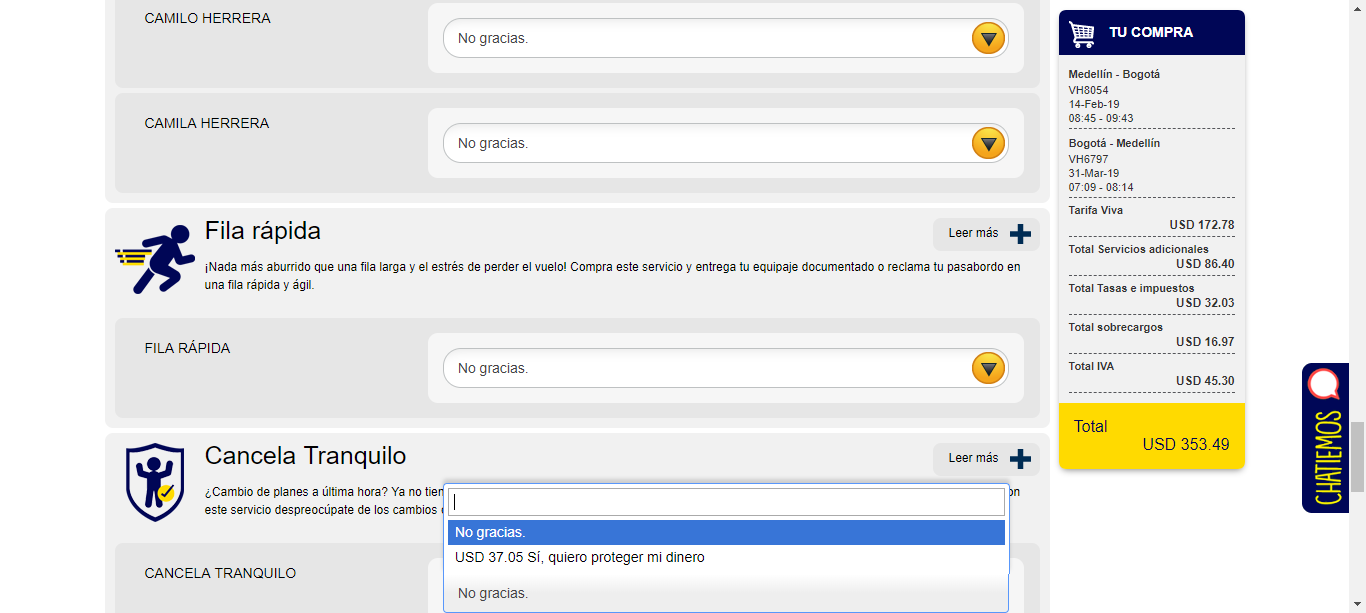 CAMILO HERRERA
No gracias.
CAMILA HERRERA
No gracias.
Fila rápida
Leer más
¡Nada más aburrido que una fila larga y el estrés de perder el vuelo! Compra este servicio y entrega tu equipaje documentado o reclama tu pasabordo en
una fila rápida y ágil.
FILA RÁPIDA
No gracias.
Cancela Tranquilo
Leer más
¿Cambio de planes a última hora? Ya no
on
este servicio despreocúpate de los cambios
CANCELA TRANQUILO
No gracias.
USD 37.05 Sí, quiero proteger mi dinero
No gracias.
TU COMPRA
Medellín - Bogotá
VH8054
14-Feb-19
08:45 - 09:43
Bogotá - Medellín
VH6797
31-Mar-19
07:09 - 08:14
Tarifa Viva
USD 172.78
Total Servicios adicionales
USD 86.40
Total Tasas e impuestos
USD 32.03
Total sobrecargos
USD 16.97
Total IVA
USD 45.30
Total
USD 353.49
CHATIEMOS